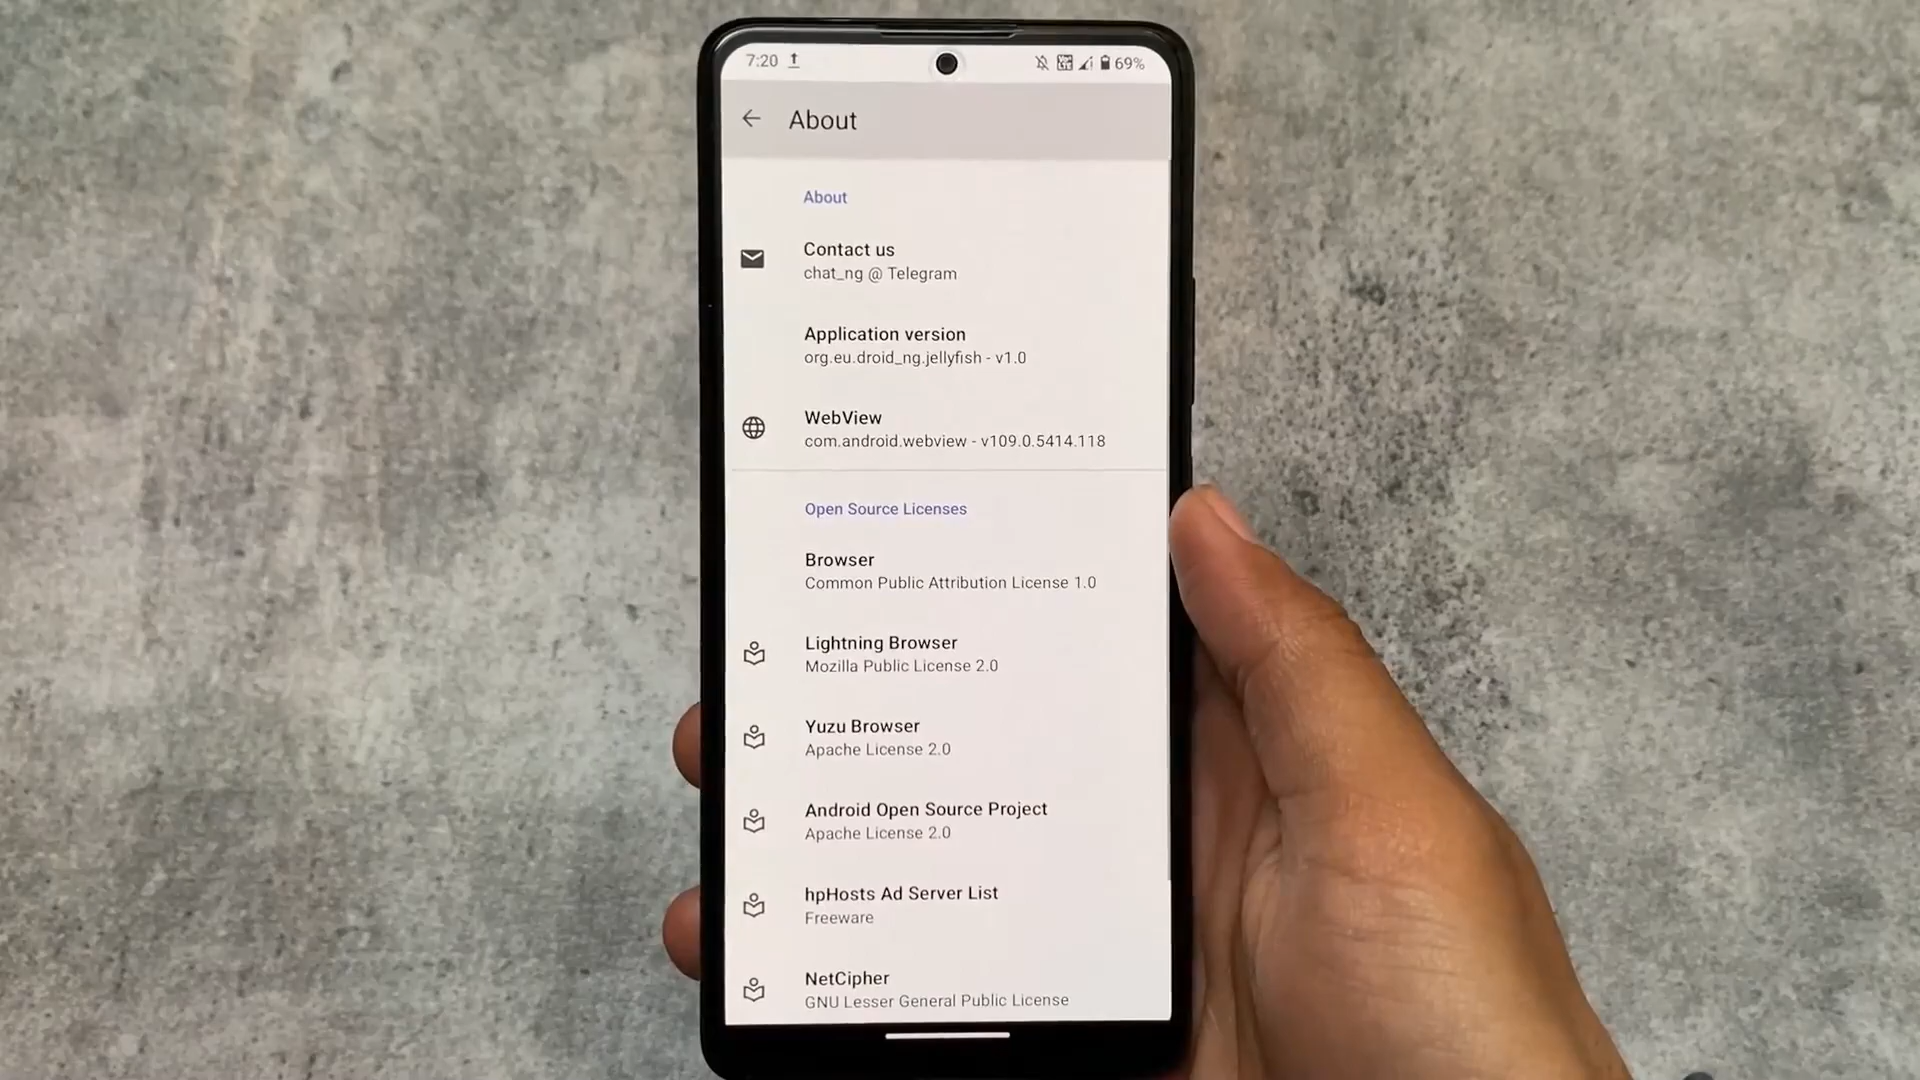 7:20
69%
About
About
Contact us
chat_ng @ Telegram
Application version
org.eu.droid_ng.jellyfish - v1.0
WebView
com.android.webview - v109.0.5414.118
Open Source Licenses
Browser
Common Public Attribution License 1.0
Lightning Browser
Mozilla Public License 2.0
Yuzu Browser
Apache License 2.0
Android Open Source Project
Apache License 2.0
hpHosts Ad Server List
Freeware
NetCipher
GNU Lesser General Public License